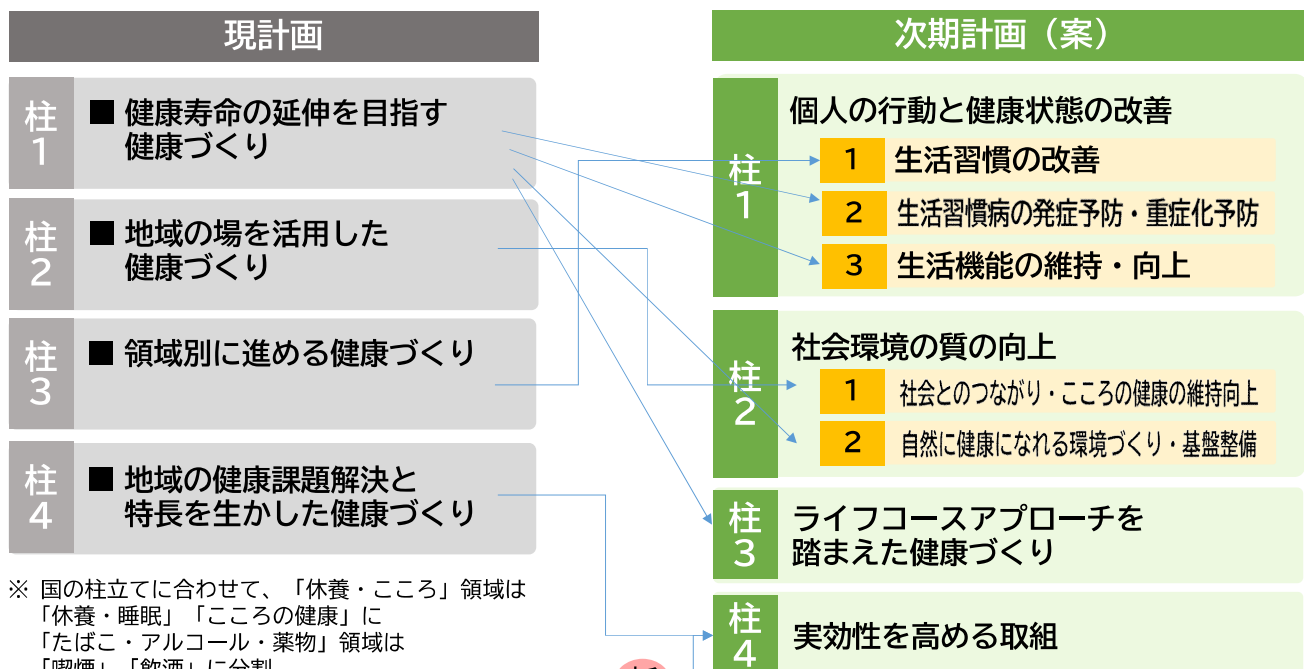 現計画
柱
1
■ 健康寿命の延伸を目指す
健康づくり
柱
2
■ 地域の場を活用した
健康づくり
柱
3
■ 領域別に進める健康づくり
柱
4
■ 地域の健康課題解決と
特長を生かした健康づくり
※ 国の柱立てに合わせて、「休養・こころ」領域は
「休養・睡眠」「こころの健康」に
「たばこ・アルコール・薬物」領域は
「喫煙」「飲酒」に分割
次期計画（案）
柱
1
個人の行動と健康状態の改善
1 生活習慣の改善
2 生活習慣病の発症予防・重症化予防
3 生活機能の維持・向上
柱
2
社会環境の質の向上
1 社会とのつながり・こころの健康の維持向上
2 自然に健康になれる環境づくり・基盤整備
柱
3
ライフコースアプローチを
踏まえた健康づくり
柱
4
実効性を高める取組